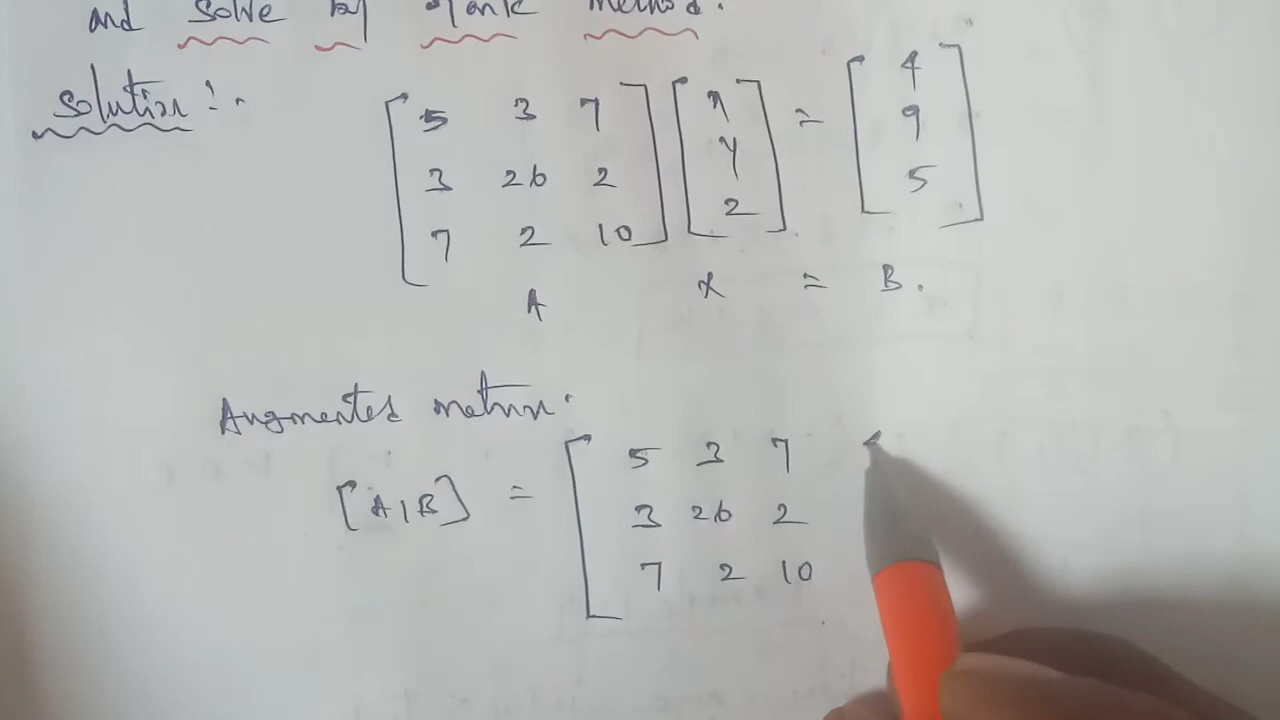 and solve by rank method.
Solution :.
5 3 7 x = 4
3 26 2 y 9
7 2 10 z 5
A X = B.
Augmented matrix.
[A|B] = 5 3 7
3 26 2
7 2 10